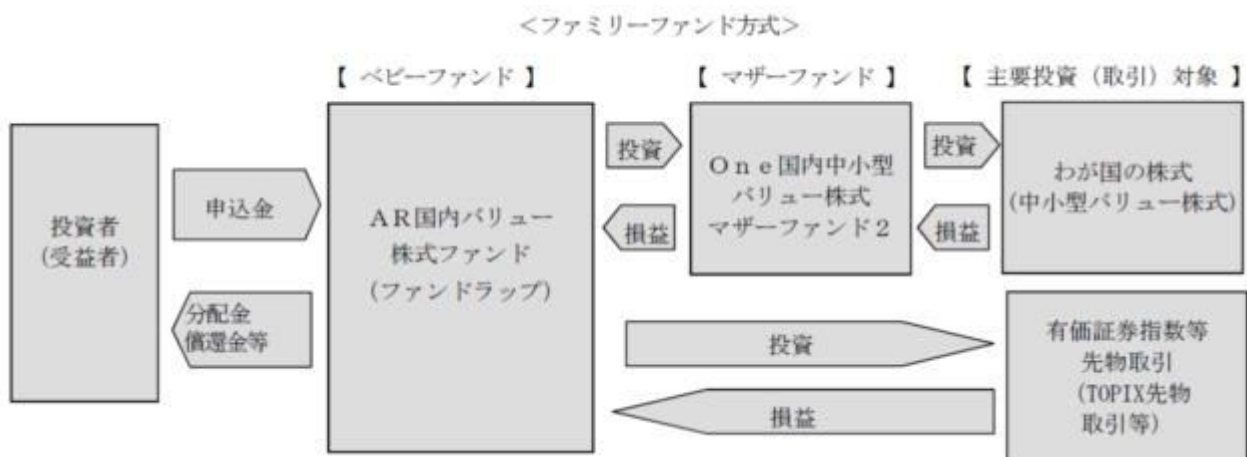 ＜ファミリーファンド方式＞
【 ベビーファンド 】
【 マザーファンド 】
【 主要投資（取引）対象 】
投資者
(受益者)
申込金
分配金
償還金等
ＡＲ国内バリュー
株式ファンド
(ファンドラップ)
投資
損益
Ｏｎｅ国内中小型
バリュー株式
マザーファンド２
投資
損益
わが国の株式
(中小型バリュー株式)
投資
損益
有価証券指数等
先物取引
(TOPIX先物
取引等)